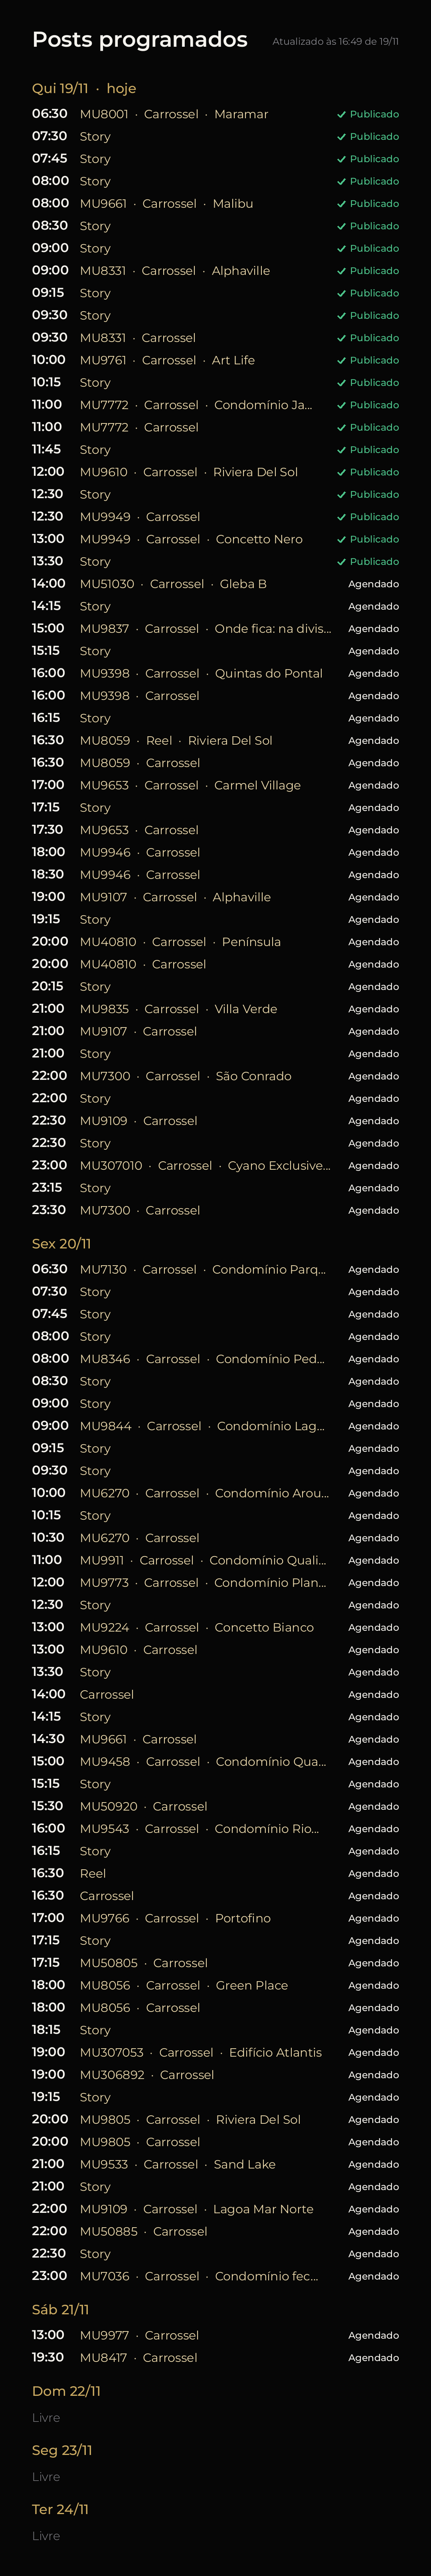 Posts programados
Atualizado às 16:49 de 19/11
Qui 19/11 · hoje
06:30 MU8001 · Carrossel · Maramar ✓ Publicado
07:30 Story ✓ Publicado
07:45 Story ✓ Publicado
08:00 Story ✓ Publicado
08:00 MU9661 · Carrossel · Malibu ✓ Publicado
08:30 Story ✓ Publicado
09:00 Story ✓ Publicado
09:00 MU8331 · Carrossel · Alphaville ✓ Publicado
09:15 Story ✓ Publicado
09:30 Story ✓ Publicado
09:30 MU8331 · Carrossel ✓ Publicado
10:00 MU9761 · Carrossel · Art Life ✓ Publicado
10:15 Story ✓ Publicado
11:00 MU7772 · Carrossel · Condomínio Ja... ✓ Publicado
11:00 MU7772 · Carrossel ✓ Publicado
11:45 Story ✓ Publicado
12:00 MU9610 · Carrossel · Riviera Del Sol ✓ Publicado
12:30 Story ✓ Publicado
12:30 MU9949 · Carrossel ✓ Publicado
13:00 MU9949 · Carrossel · Concetto Nero ✓ Publicado
13:30 Story ✓ Publicado
14:00 MU51030 · Carrossel · Gleba B Agendado
14:15 Story Agendado
15:00 MU9837 · Carrossel · Onde fica: na divis... Agendado
15:15 Story Agendado
16:00 MU9398 · Carrossel · Quintas do Pontal Agendado
16:00 MU9398 · Carrossel Agendado
16:15 Story Agendado
16:30 MU8059 · Reel · Riviera Del Sol Agendado
16:30 MU8059 · Carrossel Agendado
17:00 MU9653 · Carrossel · Carmel Village Agendado
17:15 Story Agendado
17:30 MU9653 · Carrossel Agendado
18:00 MU9946 · Carrossel Agendado
18:30 MU9946 · Carrossel Agendado
19:00 MU9107 · Carrossel · Alphaville Agendado
19:15 Story Agendado
20:00 MU40810 · Carrossel · Península Agendado
20:00 MU40810 · Carrossel Agendado
20:15 Story Agendado
21:00 MU9835 · Carrossel · Villa Verde Agendado
21:00 MU9107 · Carrossel Agendado
21:00 Story Agendado
22:00 MU7300 · Carrossel · São Conrado Agendado
22:00 Story Agendado
22:30 MU9109 · Carrossel Agendado
22:30 Story Agendado
23:00 MU307010 · Carrossel · Cyano Exclusive... Agendado
23:15 Story Agendado
23:30 MU7300 · Carrossel Agendado
Sex 20/11
06:30 MU7130 · Carrossel · Condomínio Parq... Agendado
07:30 Story Agendado
07:45 Story Agendado
08:00 Story Agendado
08:00 MU8346 · Carrossel · Condomínio Ped... Agendado
08:30 Story Agendado
09:00 Story Agendado
09:00 MU9844 · Carrossel · Condomínio Lag... Agendado
09:15 Story Agendado
09:30 Story Agendado
10:00 MU6270 · Carrossel · Condomínio Arou... Agendado
10:15 Story Agendado
10:30 MU6270 · Carrossel Agendado
11:00 MU9911 · Carrossel · Condomínio Quali... Agendado
12:00 MU9773 · Carrossel · Condomínio Plan... Agendado
12:30 Story Agendado
13:00 MU9224 · Carrossel · Concetto Bianco Agendado
13:00 MU9610 · Carrossel Agendado
13:30 Story Agendado
14:00 Carrossel Agendado
14:15 Story Agendado
14:30 MU9661 · Carrossel Agendado
15:00 MU9458 · Carrossel · Condomínio Qua... Agendado
15:15 Story Agendado
15:30 MU50920 · Carrossel Agendado
16:00 MU9543 · Carrossel · Condomínio Rio... Agendado
16:15 Story Agendado
16:30 Reel Agendado
16:30 Carrossel Agendado
17:00 MU9766 · Carrossel · Portofino Agendado
17:15 Story Agendado
17:15 MU50805 · Carrossel Agendado
18:00 MU8056 · Carrossel · Green Place Agendado
18:00 MU8056 · Carrossel Agendado
18:15 Story Agendado
19:00 MU307053 · Carrossel · Edifício Atlantis Agendado
19:00 MU306892 · Carrossel Agendado
19:15 Story Agendado
20:00 MU9805 · Carrossel · Riviera Del Sol Agendado
20:00 MU9805 · Carrossel Agendado
21:00 MU9533 · Carrossel · Sand Lake Agendado
21:00 Story Agendado
22:00 MU9109 · Carrossel · Lagoa Mar Norte Agendado
22:00 MU50885 · Carrossel Agendado
22:30 Story Agendado
23:00 MU7036 · Carrossel · Condomínio fec... Agendado
Sáb 21/11
13:00 MU9977 · Carrossel Agendado
19:30 MU8417 · Carrossel Agendado
Dom 22/11
Livre
Seg 23/11
Livre
Ter 24/11
Livre